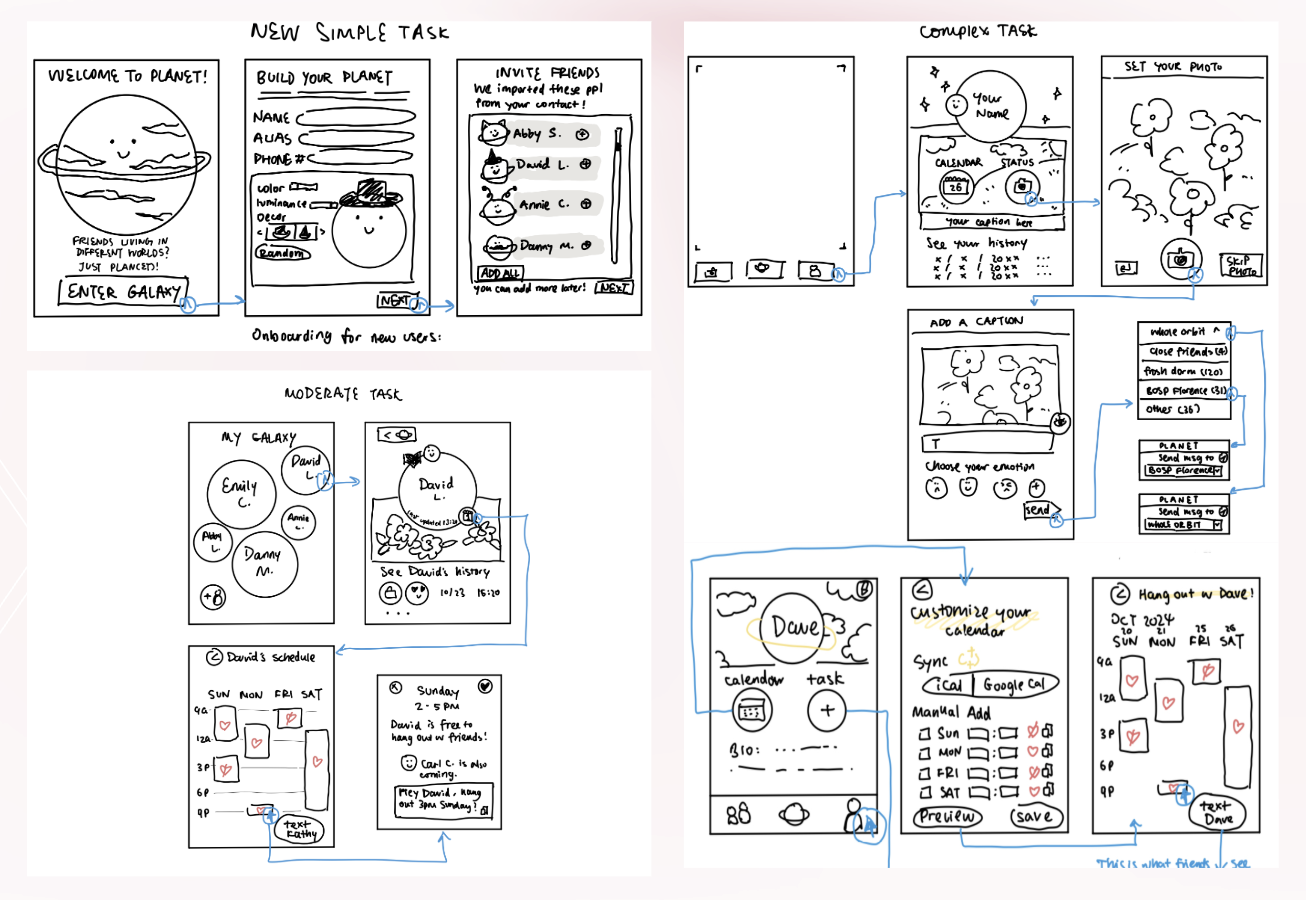 NEW SIMPLE TASK
WELCOME TO PLANET!
FRIENDS LIVING IN
DIFFERENT WORLDS?
JUST PLANETS!
ENTER GALAXY
BUILD YOUR PLANET
NAME
ALIAS
PHONE #
color
luminance
Decor
< >
Random
NEXT
INVITE FRIENDS
We imported these ppl
from your contact!
Abby S.
David L.
Annie C.
Danny M.
ADD ALL
you can add more later!
NEXT
Onboarding for new users:
MODERATE TASK
MY GALAXY
David
L.
Emily
C.
Annie
C.
Abby
L.
Danny
M.
+
<
David
L.
Last updated 13:20
See David's history
10/23 15:20
< David's schedule
SUN MON FRI SAT
9a
12a
3P
6P
9P
text
Kathy
Sunday
2-5 PM
David is free to
hang out w friends!
Carl C. is also
coming.
Hey David, hang
out 3pm Sunday?
Complex TASK
Your
Name
CALENDAR STATUS
26
your caption here
See your history
x / x / 20xx ...
x / x / 20xx ...
x / x / 20xx ...
SET YOUR PHOTO
SKIP
PHOTO
ADD A CAPTION
T
Choose your emotion
+
send
whole orbit ^
close friends (4)
frosh dorm (120)
BOSP Florence (31)
other (36)
PLANET
Send msg to
BOSP Florence
PLANET
Send msg to
WHOLE ORBIT
Dave
calendar task
+
BIO:
<
customize your
calendar
Sync
iCal Google Cal
Manual Add
Sun :
MON :
FRI :
SAT :
Preview save
< Hang out w Dave!
OCT 2024
20 21 25 26
SUN MON FRI SAT
9a
12a
3P
6P
9P
text
Dave
This is what friends see